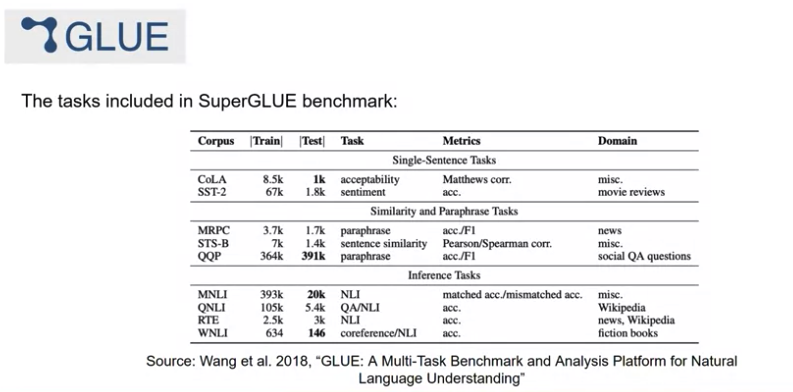 GLUE
The tasks included in SuperGLUE benchmark:
Corpus |Train| |Test| Task Metrics Domain
Single-Sentence Tasks
CoLA 8.5k 1k acceptability Matthews corr. misc.
SST-2 67k 1.8k sentiment acc. movie reviews
Similarity and Paraphrase Tasks
MRPC 3.7k 1.7k paraphrase acc./F1 news
STS-B 7k 1.4k sentence similarity Pearson/Spearman corr. misc.
QQP 364k 391k paraphrase acc./F1 social QA questions
Inference Tasks
MNLI 393k 20k NLI matched acc./mismatched acc. misc.
QNLI 105k 5.4k QA/NLI acc. Wikipedia
RTE 2.5k 3k NLI acc. news, Wikipedia
WNLI 634 146 coreference/NLI acc. fiction books
Source: Wang et al. 2018, “GLUE: A Multi-Task Benchmark and Analysis Platform for Natural
Language Understanding”